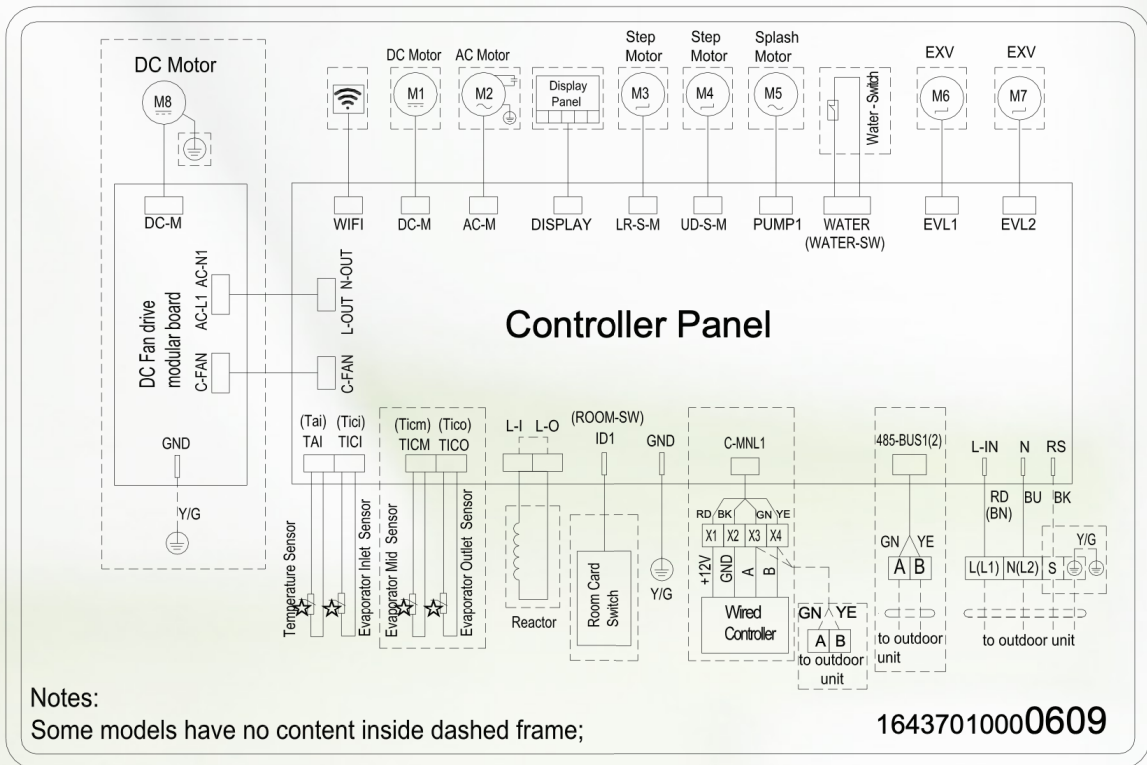 DC Motor
M8
DC-M
AC-L1 AC-N1
C-FAN
DC Fan drive
modular board
GND
Y/G
DC Motor
M1
AC Motor
M2
Display
Panel
Step
Motor
M3
Step
Motor
M4
Splash
Motor
M5
Water - Switch
EXV
M6
EXV
M7
WIFI
DC-M
AC-M
DISPLAY
LR-S-M
UD-S-M
PUMP1
WATER
(WATER-SW)
EVL1
EVL2
L-OUT N-OUT
C-FAN
Controller Panel
(Tai)
TAI
(Tici)
TICI
(Ticm)
TICM
(Tico)
TICO
L-I L-O
(ROOM-SW)
ID1
GND
C-MNL1
485-BUS1(2)
L-IN N RS
Temperature Sensor
Evaporator Inlet Sensor
Evaporator Mid Sensor
Evaporator Outlet Sensor
Reactor
Room Card
Switch
Y/G
RD BK GN YE
X1 X2 X3 X4
+12V
GND
A
B
Wired
Controller
GN YE
A B
to outdoor
unit
GN YE
A B
to outdoor
unit
RD
(BN)
BU
BK
Y/G
L(L1) N(L2) S
to outdoor unit
Notes:
Some models have no content inside dashed frame;
16437010000609